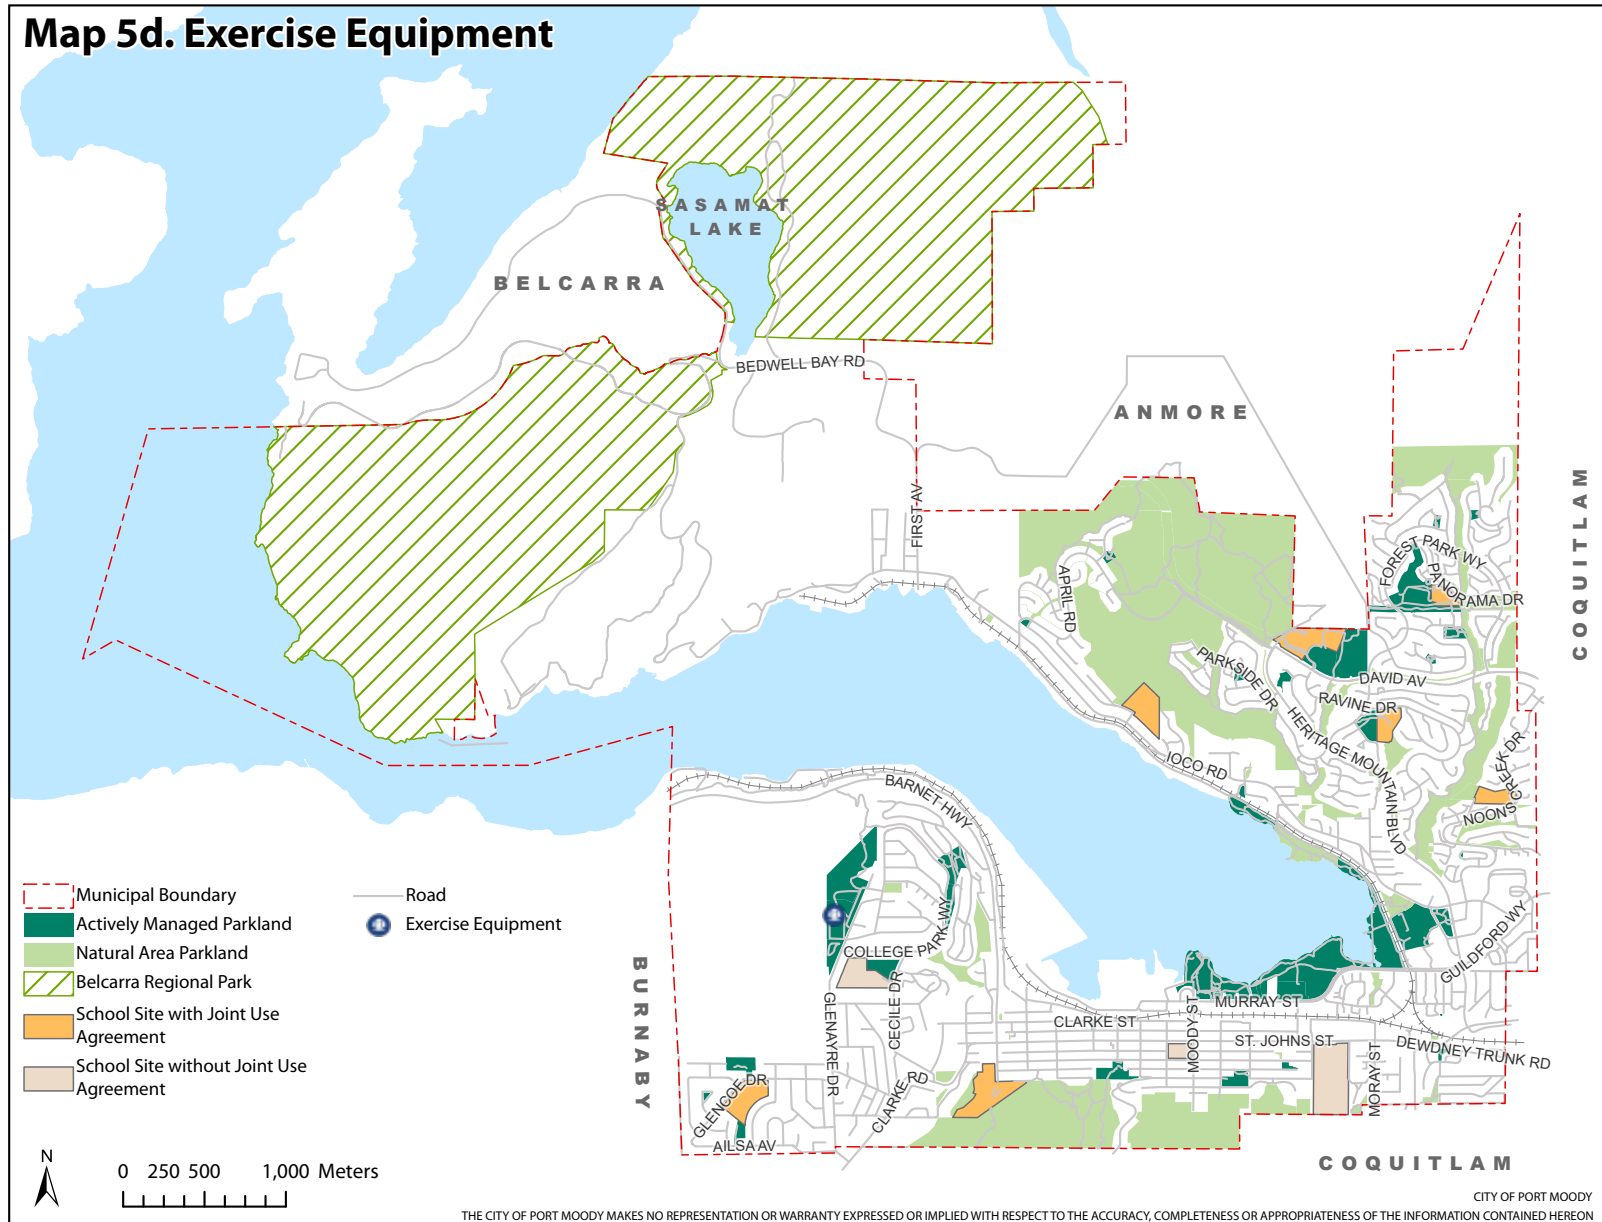 Map 5d. Exercise Equipment
SASAMAT
LAKE
BELCARRA
BEDWELL BAY RD
ANMORE
COQUITLAM
FIRST AV
APRIL RD
FOREST PARK WY
PANORAMA DR
PARKSIDE DR
DAVID AV
RAVINE DR
HERITAGE MOUNTAIN BLVD
IOCO RD
NOONS CREEK DR
BARNET HWY
GUILDFORD WY
COLLEGE PARK WY
BURNABY
GLENAYRE DR
CECILE DR
MURRAY ST
CLARKE ST
MOODY ST
ST. JOHNS ST
DEWDNEY TRUNK RD
MORAY ST
CLARKE RD
GLENCOE DR
AILSA AV
COQUITLAM
Municipal Boundary
Actively Managed Parkland
Natural Area Parkland
Belcarra Regional Park
School Site with Joint Use
Agreement
School Site without Joint Use
Agreement
Road
Exercise Equipment
N
0 250 500 1,000 Meters
CITY OF PORT MOODY
THE CITY OF PORT MOODY MAKES NO REPRESENTATION OR WARRANTY EXPRESSED OR IMPLIED WITH RESPECT TO THE ACCURACY, COMPLETENESS OR APPROPRIATENESS OF THE INFORMATION CONTAINED HEREON